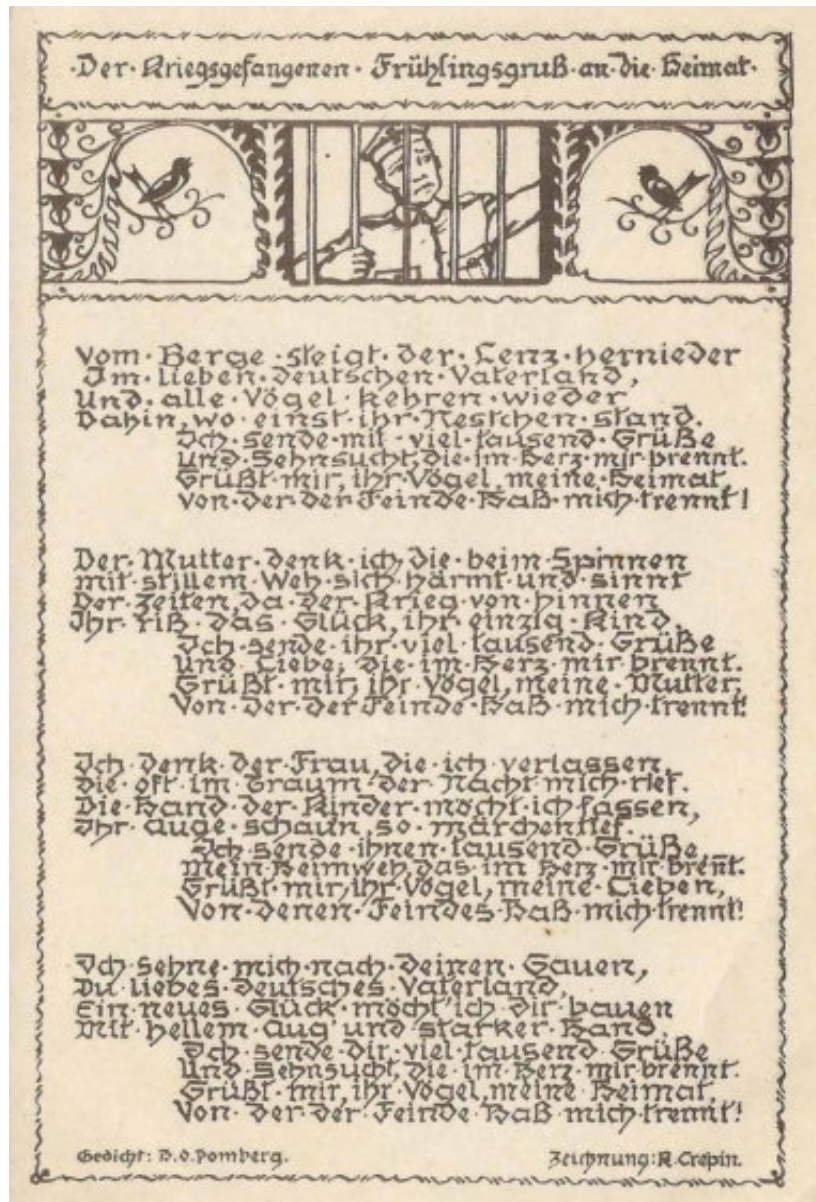 ·Der·Kriegsgefangenen·Frühlingsgruß·an·die·Heimat·
Vom·Berge·steigt·der·Lenz·hernieder
Im·lieben·deutschen·Vaterland,
Und·alle·Vögel·kehren·wieder
Dahin, wo·einst·ihr·Nestchen·stand.
Ich·sende·mit·viel·tausend·Grüße
und·Sehnsucht, die·im·Herz·mir·brennt.
Grüßt·mir, ihr·Vögel, meine·Heimat,
Von·der·der·Feinde·Haß·mich·trennt!
Der·Mutter·denk·ich, die·beim·Spinnen
mit·stillem·Weh·sich·härmt·und·sinnt
Der·Zeiten, da·der·Krieg·von·hinnen
Ihr·riß·das·Glück, ihr·einzig·Kind.
Ich·sende·ihr·viel·tausend·Grüße
Und·Liebe, die·im·Herz·mir·brennt.
Grüßt·mir, ihr·Vögel, meine·Mutter,
Von·der·der·Feinde·Haß·mich·trennt!
Ich·denk·der·Frau, die·ich·verlassen,
die·oft·im·Traum·der·Nacht·mich·rief.
Die·Hand·der·Kinder·möcht·ich·fassen,
Ihr·Auge·schaun, so·märchentief.
Ich·sende·ihnen·tausend·Grüße,
Mein·Heimweh, das·im·Herz·mir·breñt.
Grüßt·mir, ihr·Vögel, meine·Lieben,
Von·denen·Feindes·Haß·mich·trennt!
Ich·sehne·mich·nach·deinen·Gauen,
Du·liebes·deutsches·Vaterland,
Ein·neues·Glück·möcht'·ich·dir·bauen
Mit·hellem·Aug'·und·starker·Hand.
Ich·sende·dir·viel·tausend·Grüße
Und·Sehnsucht, die·im·Herz·mir·brennt.
Grüßt·mir, ihr·Vögel, meine·Heimat,
Von·der·der·Feinde·Haß·mich·trennt!
Gedicht: D.O.Pomberg.
Zeichnung: R.Crepin.